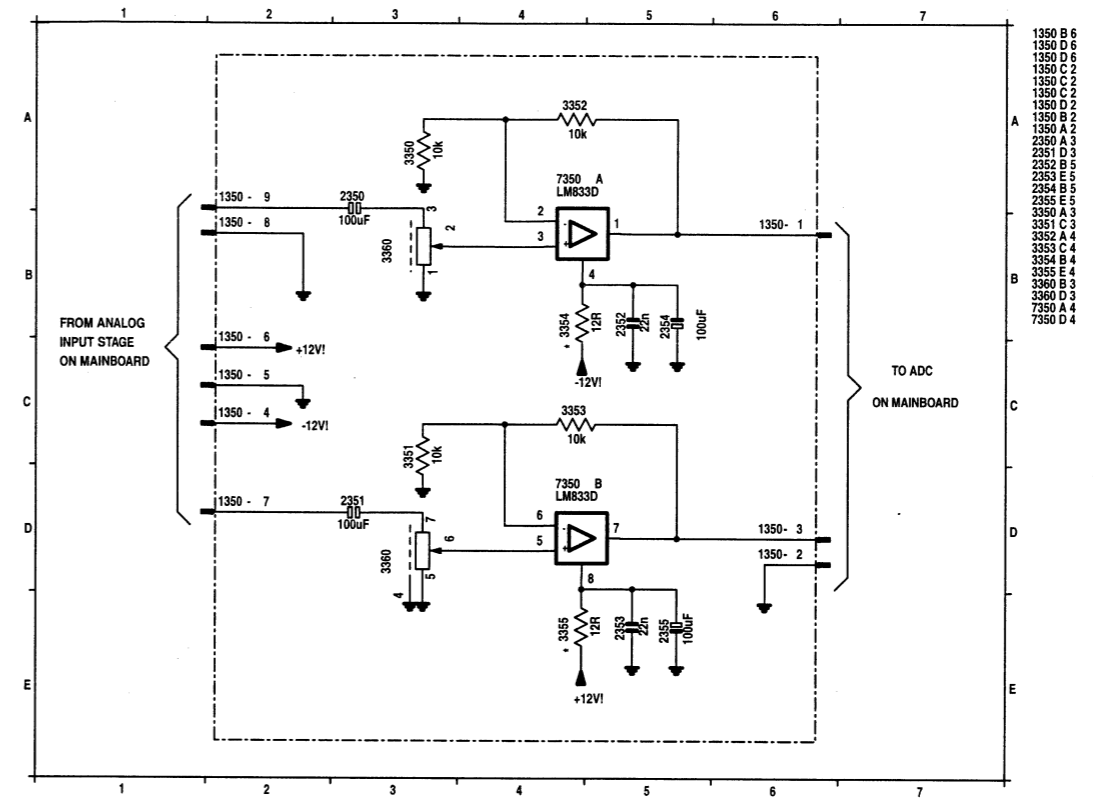 1 2 3 4 5 6 7
A
B
C
D
E
3352
10k
3350
10k
7350 A
LM833D
1350 - 9
2350
100uF
3
2
1350 - 8
3360
1
2
-
3
+
1
4
1350- 1
* 3354
12R
2352
22n
2354
100uF
-12V!
FROM ANALOG
INPUT STAGE
ON MAINBOARD
1350 - 6
+12V!
1350 - 5
1350 - 4
-12V!
TO ADC
ON MAINBOARD
3353
10k
3351
10k
7350 B
LM833D
1350 - 7
2351
100uF
7
6
3360
5
4
6
-
5
+
7
8
1350- 3
1350- 2
* 3355
12R
2353
22n
2355
100uF
+12V!
A
B
C
D
E
1 2 3 4 5 6 7
1350 B 6
1350 D 6
1350 D 6
1350 C 2
1350 C 2
1350 C 2
1350 D 2
1350 B 2
1350 A 2
2350 A 3
2351 D 3
2352 B 5
2353 E 5
2354 B 5
2355 E 5
3350 A 3
3351 C 3
3352 A 4
3353 C 4
3354 B 4
3355 E 4
3360 B 3
3360 D 3
7350 A 4
7350 D 4